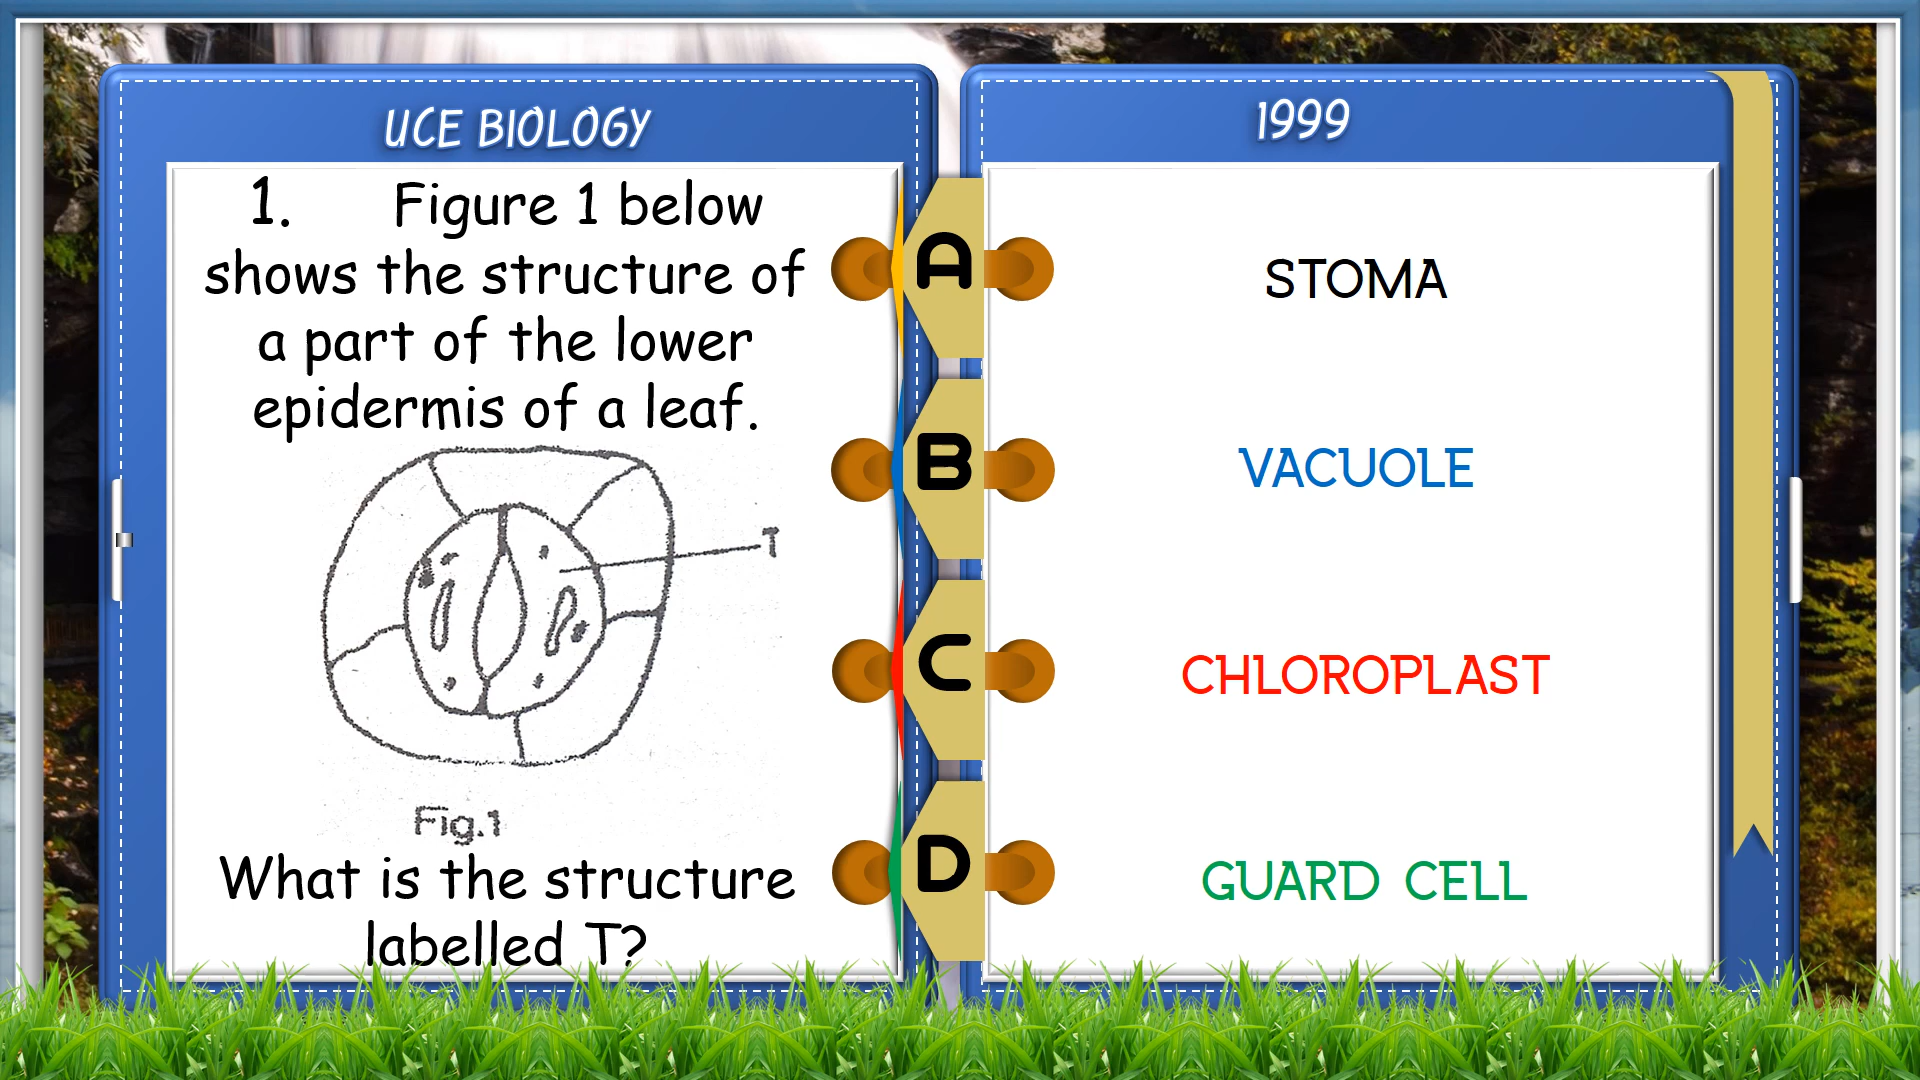 UCE BIOLOGY
1. Figure 1 below
shows the structure of
a part of the lower
epidermis of a leaf.
T
Fig.1
What is the structure
labelled T?
1999
A
STOMA
B
VACUOLE
C
CHLOROPLAST
D
GUARD CELL